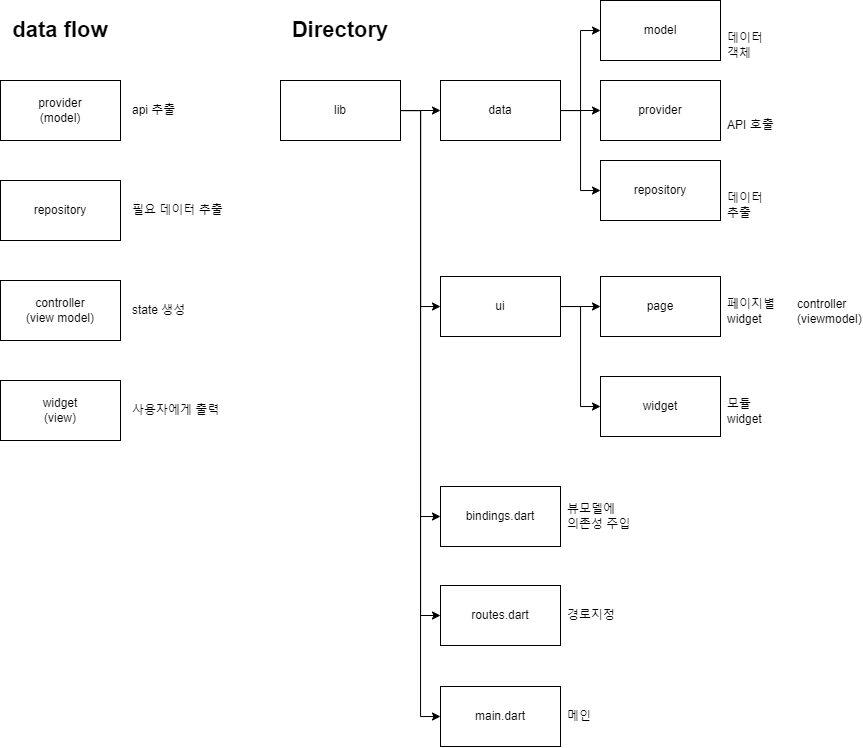 data flow
provider
(model)
api 추출
repository
필요 데이터 추출
controller
(view model)
state 생성
widget
(view)
사용자에게 출력
Directory
lib
data
model
데이터
객체
provider
API 호출
repository
데이터
추출
ui
page
페이지별
widget
controller
(viewmodel)
widget
모듈
widget
bindings.dart
뷰모델에
의존성 주입
routes.dart
경로지정
main.dart
메인